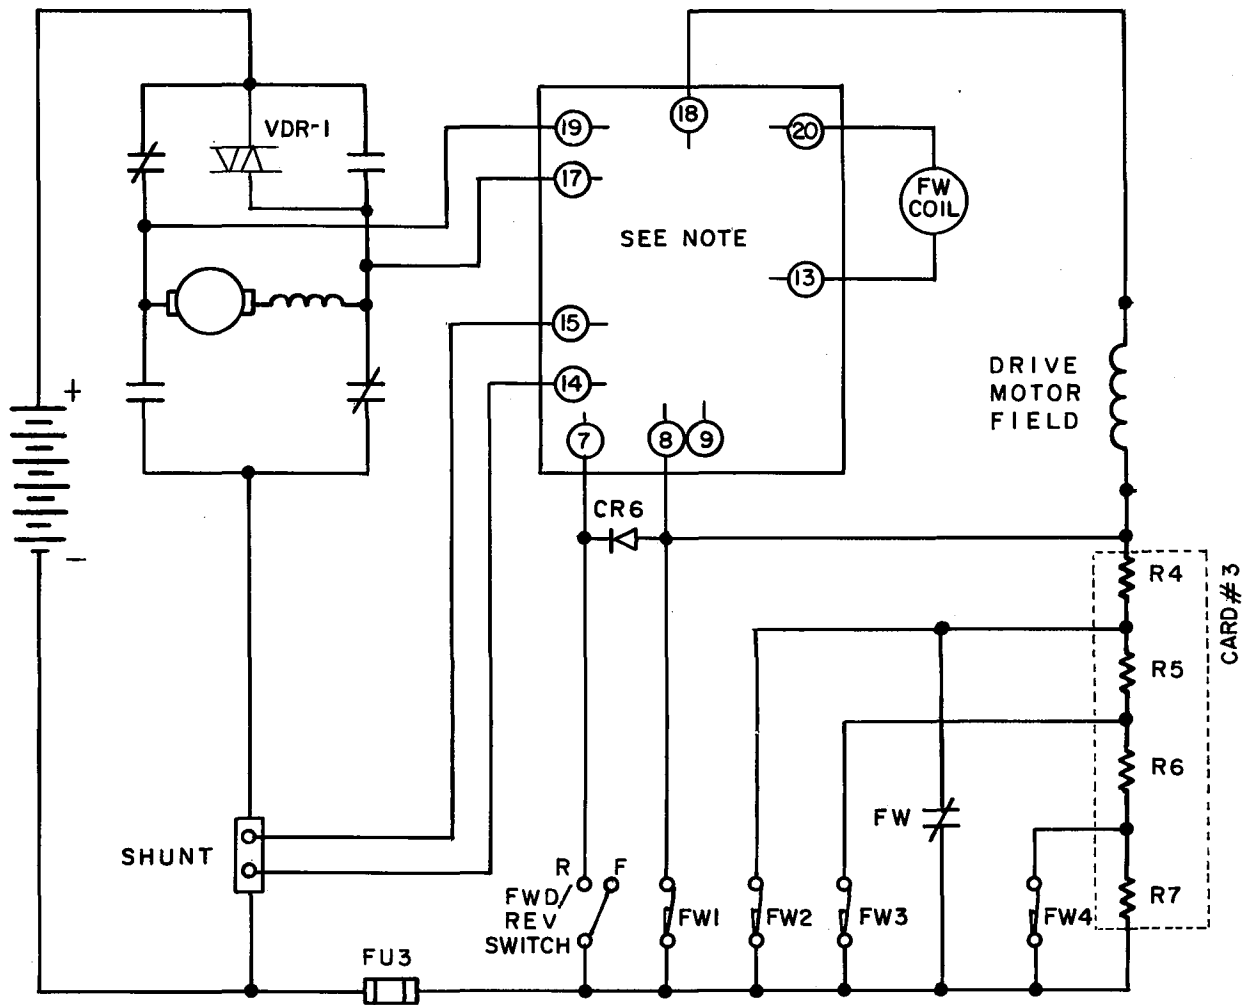 VDR-1
19
18
20
17
FW
COIL
SEE NOTE
13
15
+
14
DRIVE
MOTOR
FIELD
7
8
9
CR6
-
R4
CARD#3
R5
R6
FW
SHUNT
R
F
FWD/
REV
SWITCH
FW1
FW2
FW3
FW4
R7
FU3